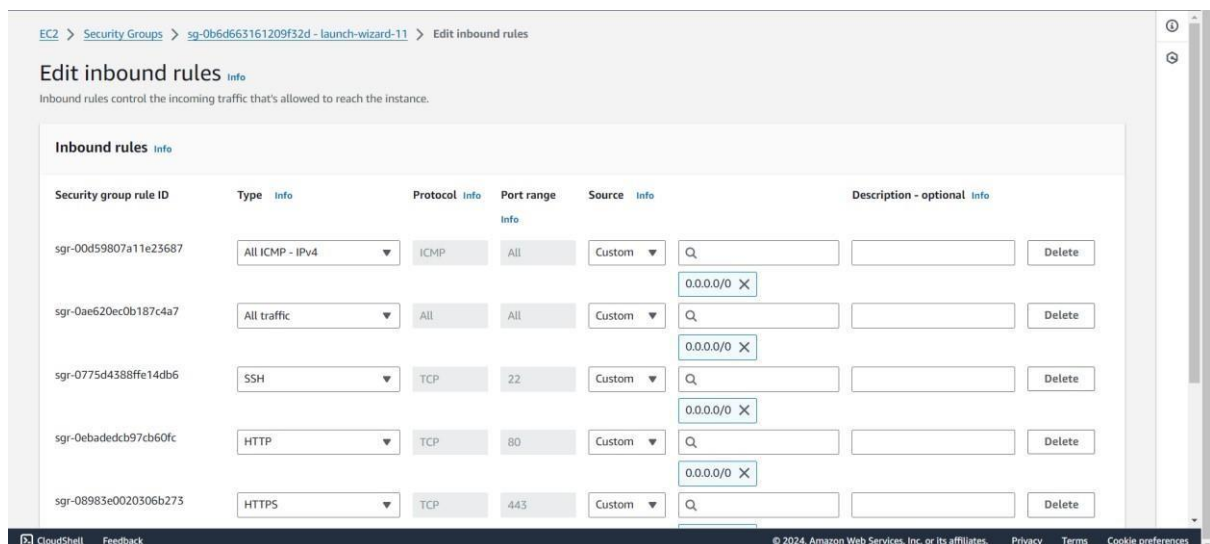 EC2 > Security Groups > sg-0b6d663161209f32d - launch-wizard-11 > Edit inbound rules
Edit inbound rules Info
Inbound rules control the incoming traffic that's allowed to reach the instance.
Inbound rules Info
Security group rule ID Type Info Protocol Info Port range Info Source Info Description - optional Info
sgr-00d59807a11e23687 All ICMP - IPv4 ICMP All Custom Delete
0.0.0.0/0
sgr-0ae620ec0b187c4a7 All traffic All All Custom Delete
0.0.0.0/0
sgr-0775d4388ffe14db6 SSH TCP 22 Custom Delete
0.0.0.0/0
sgr-0ebadedcb97cb60fc HTTP TCP 80 Custom Delete
0.0.0.0/0
sgr-08983e0020306b273 HTTPS TCP 443 Custom Delete
CloudShell Feedback © 2024, Amazon Web Services, Inc. or its affiliates. Privacy Terms Cookie preferences